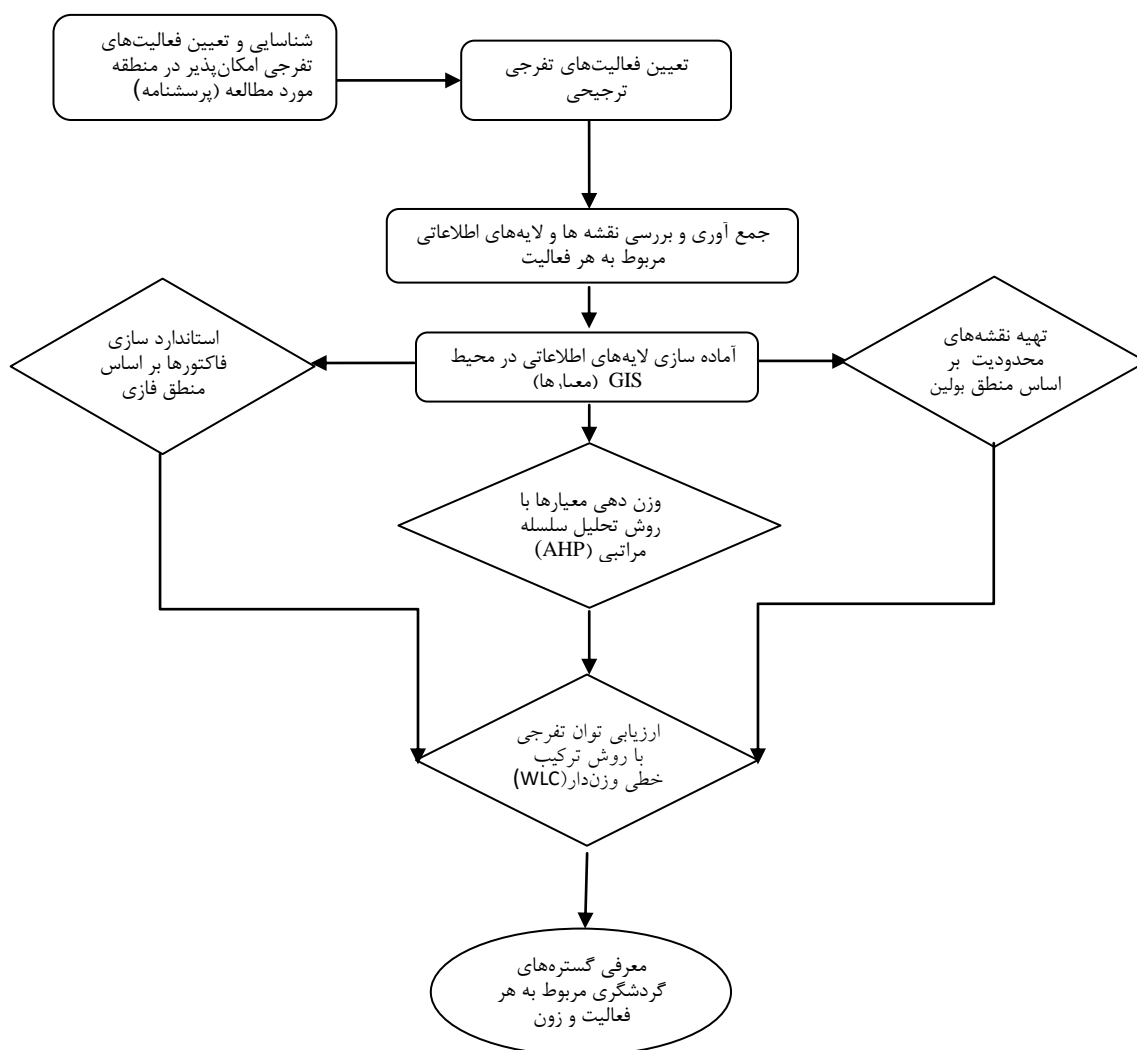 شناسایی و تعیین فعالیت‌های
تفرجی امکان‌پذیر در منطقه
مورد مطالعه (پرسشنامه)
تعیین فعالیت‌های تفرجی
ترجیحی
جمع آوری و بررسی نقشه ها و لایه‌های اطلاعاتی
مربوط به هر فعالیت
استاندارد سازی
فاکتورها بر اساس
منطق فازی
آماده سازی لایه‌های اطلاعاتی در محیط
GIS (معیارها)
تهیه نقشه‌های
محدودیت بر
اساس منطق بولین
وزن دهی معیارها با
روش تحلیل سلسله
مراتبی (AHP)
ارزیابی توان تفرجی
با روش ترکیب
خطی وزن‌دار(WLC)
معرفی گستره‌های
گردشگری مربوط به هر
فعالیت و زون